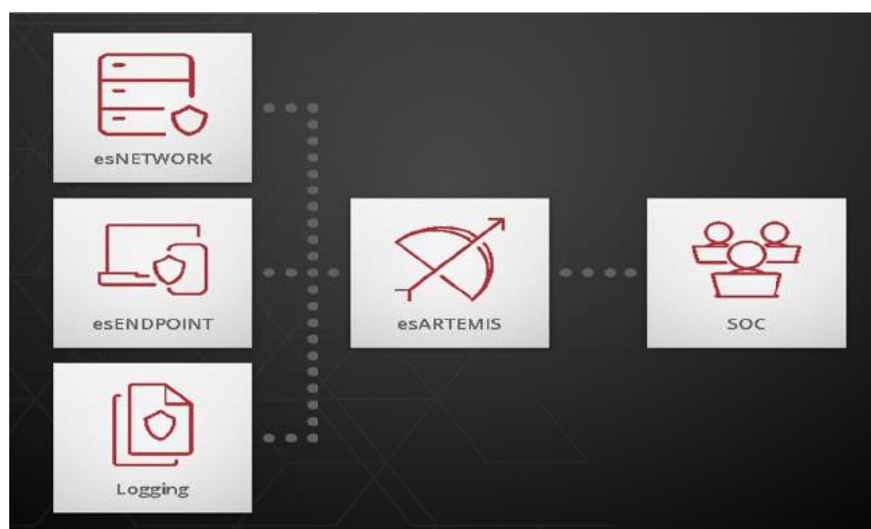 esNETWORK
esENDPOINT
esARTEMIS
SOC
Logging